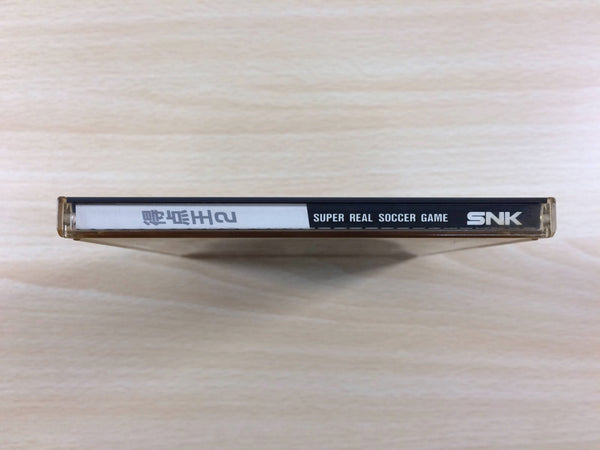 得点王2
SUPER REAL SOCCER GAME
SNK